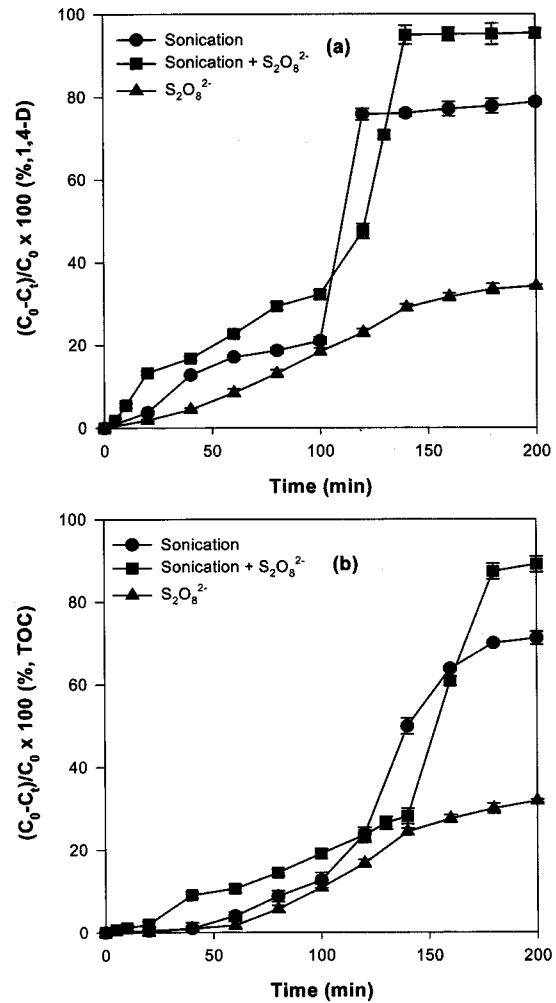 100
80
60
40
20
0
(C₀-Cₜ)/C₀ x 100 (%,1,4-D)
Sonication
Sonication + S₂O₈²⁻
S₂O₈²⁻
(a)
0
50
100
150
200
Time (min)
100
80
60
40
20
0
(C₀-Cₜ)/C₀ x 100 (%, TOC)
Sonication
Sonication + S₂O₈²⁻
S₂O₈²⁻
(b)
0
50
100
150
200
Time (min)